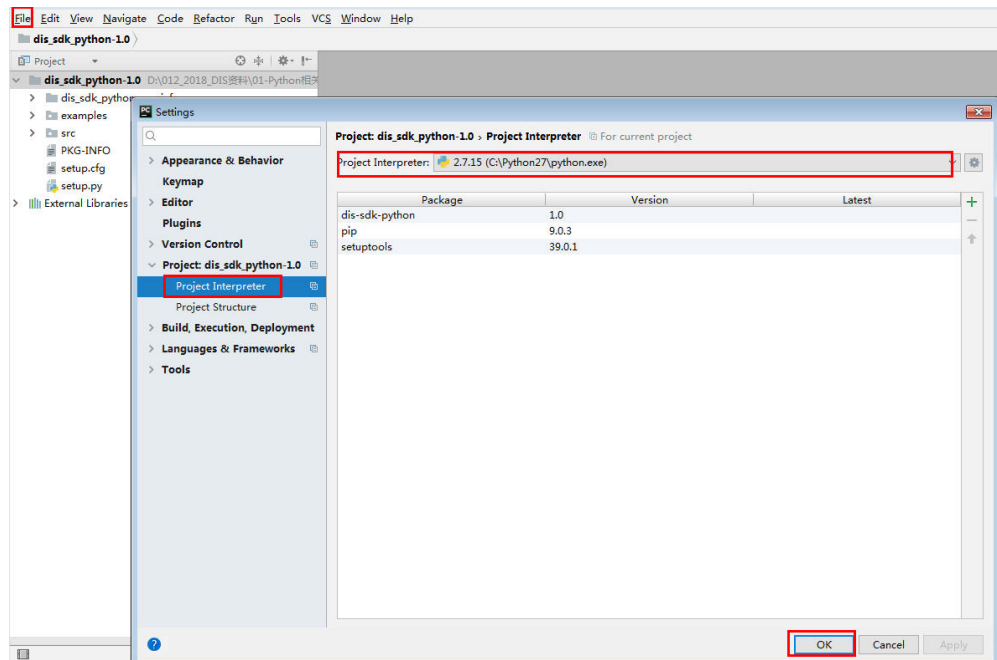 File Edit View Navigate Code Refactor Run Tools VCS Window Help
dis_sdk_python-1.0
Project
dis_sdk_python-1.0 D:\012_2018_DIS资料\01-Python相关
dis_sdk_python
examples
src
PKG-INFO
setup.cfg
setup.py
External Libraries
PC Settings
Appearance & Behavior
Keymap
Editor
Plugins
Version Control
Project: dis_sdk_python-1.0
Project Interpreter
Project Structure
Build, Execution, Deployment
Languages & Frameworks
Tools
Project: dis_sdk_python-1.0 › Project Interpreter For current project
Project Interpreter: 2.7.15 (C:\Python27\python.exe)
Package Version Latest
dis-sdk-python 1.0
pip 9.0.3
setuptools 39.0.1
? OK Cancel Apply